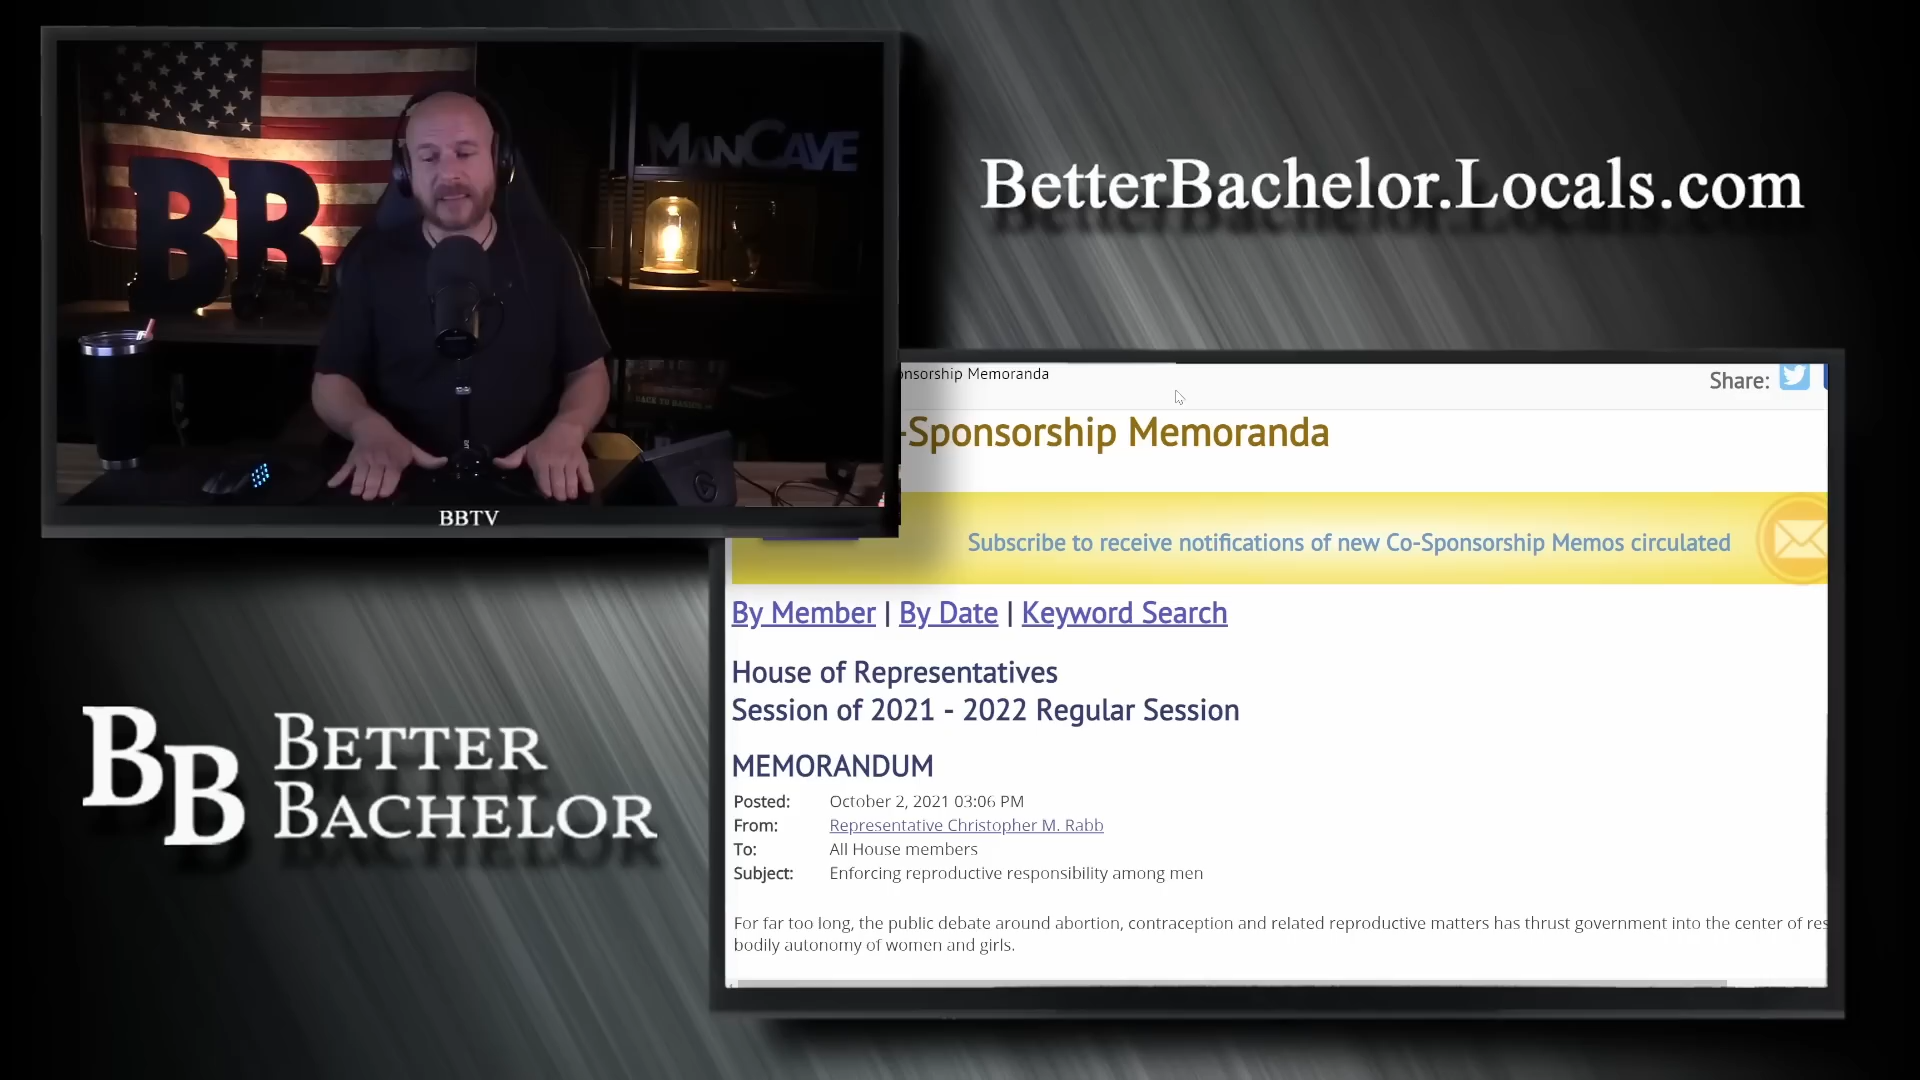 BB
MANCAVE
BACK TO BASICS
BBTV
BetterBachelor.Locals.com
onsorship Memoranda
Share:
-Sponsorship Memoranda
Subscribe to receive notifications of new Co-Sponsorship Memos circulated
By Member | By Date | Keyword Search
House of Representatives
Session of 2021 - 2022 Regular Session
MEMORANDUM
Posted: October 2, 2021 03:06 PM
From: Representative Christopher M. Rabb
To: All House members
Subject: Enforcing reproductive responsibility among men
For far too long, the public debate around abortion, contraception and related reproductive matters has thrust government into the center of res
bodily autonomy of women and girls.
BB
BETTER
BACHELOR